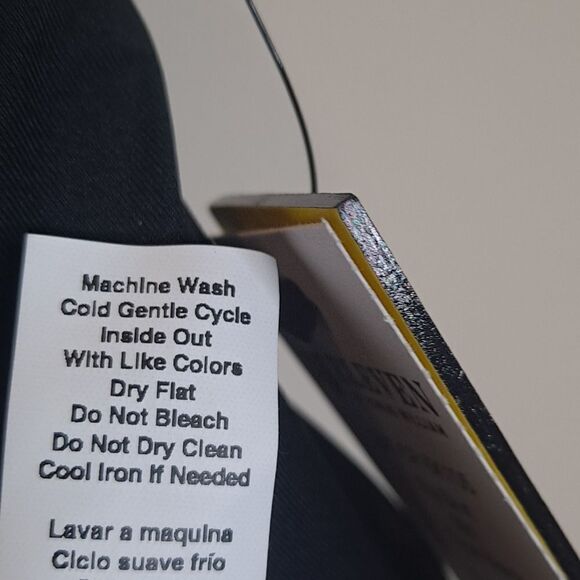 Machine Wash
Cold Gentle Cycle
Inside Out
With Like Colors
Dry Flat
Do Not Bleach
Do Not Dry Clean
Cool Iron If Needed
Lavar a maquina
Ciclo suave frío